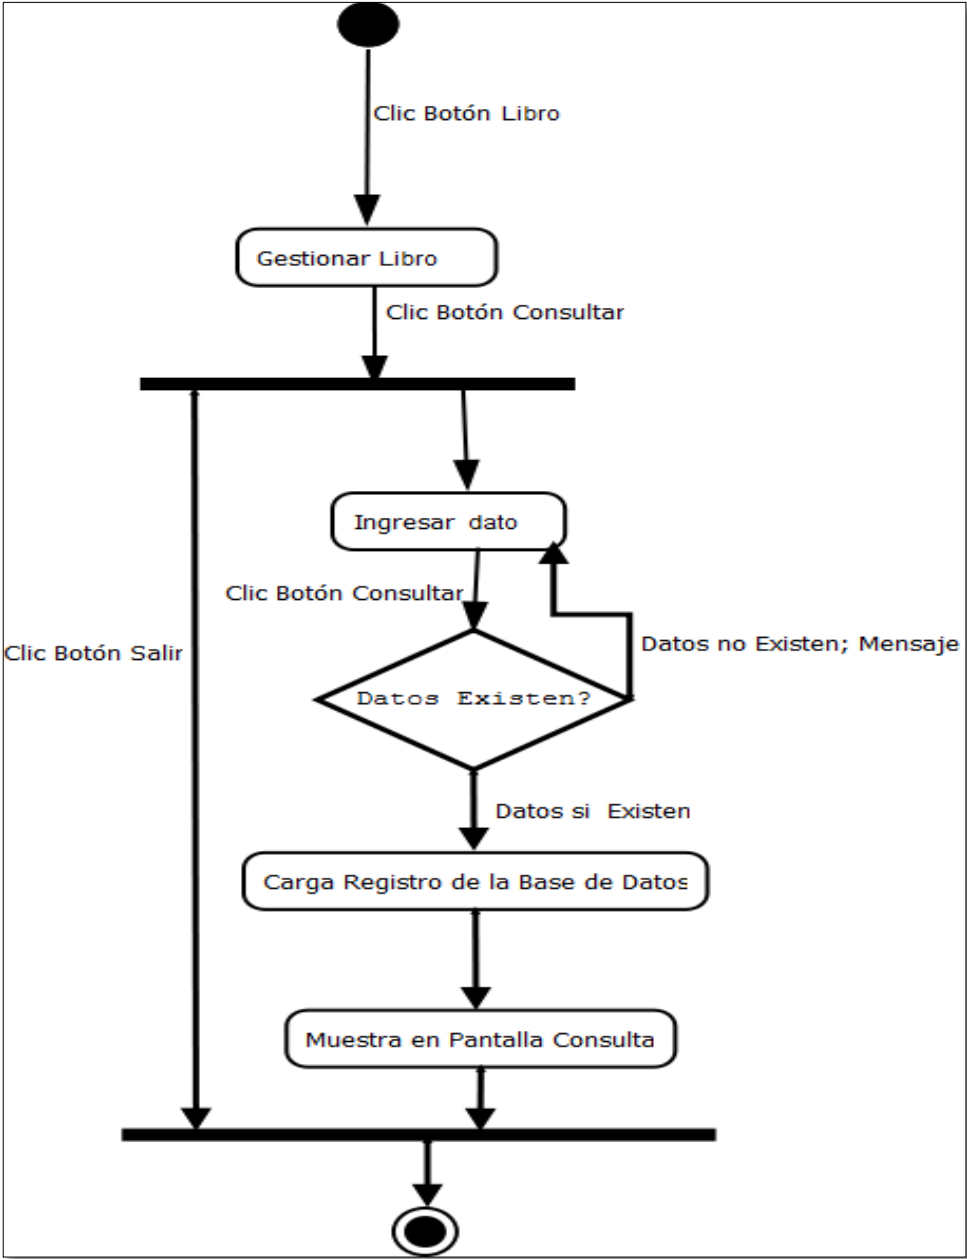 Clic Botón Libro
Gestionar Libro
Clic Botón Consultar
Ingresar dato
Clic Botón Consultar
Datos no Existen; Mensaje
Clic Botón Salir
Datos Existen?
Datos si Existen
Carga Registro de la Base de Datos
Muestra en Pantalla Consulta